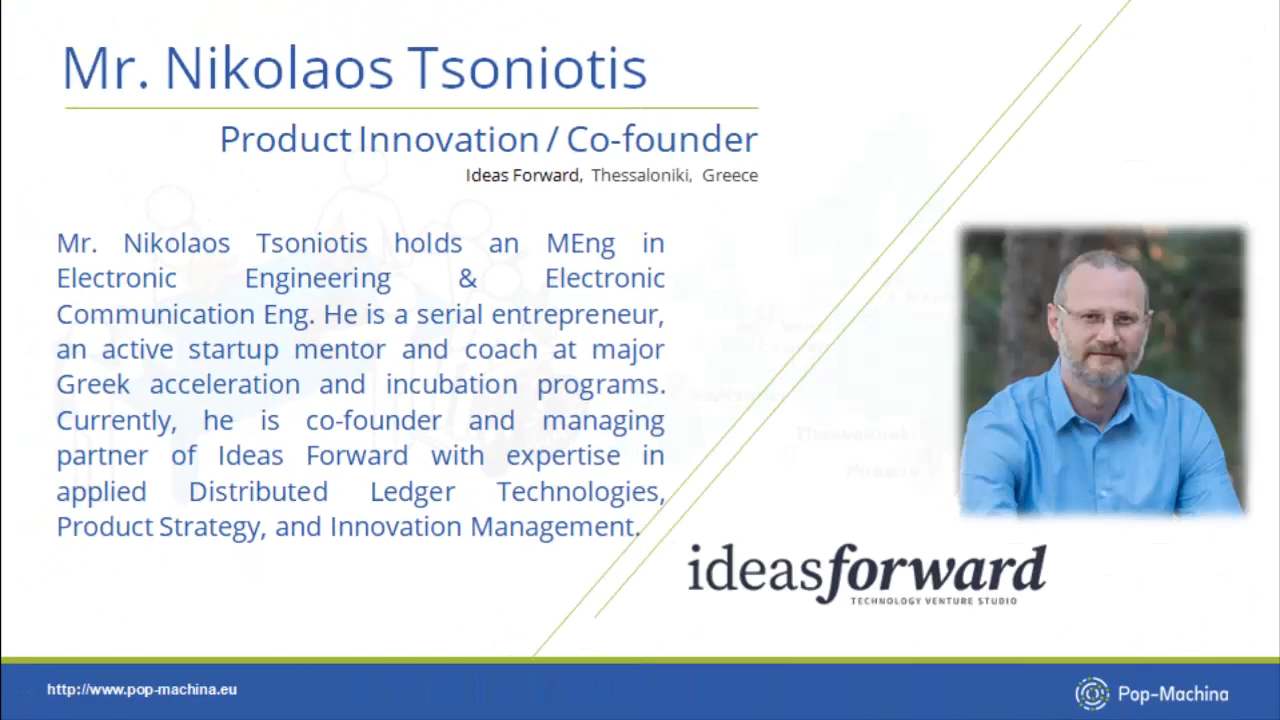 Mr. Nikolaos Tsoniotis
Product Innovation / Co-founder
Ideas Forward, Thessaloniki, Greece
Mr. Nikolaos Tsoniotis holds an MEng in
Electronic Engineering & Electronic
Communication Eng. He is a serial entrepreneur,
an active startup mentor and coach at major
Greek acceleration and incubation programs.
Currently, he is co-founder and managing
partner of Ideas Forward with expertise in
applied Distributed Ledger Technologies,
Product Strategy, and Innovation Management.
ideasforward
TECHNOLOGY VENTURE STUDIO
http://www.pop-machina.eu
Pop-Machina